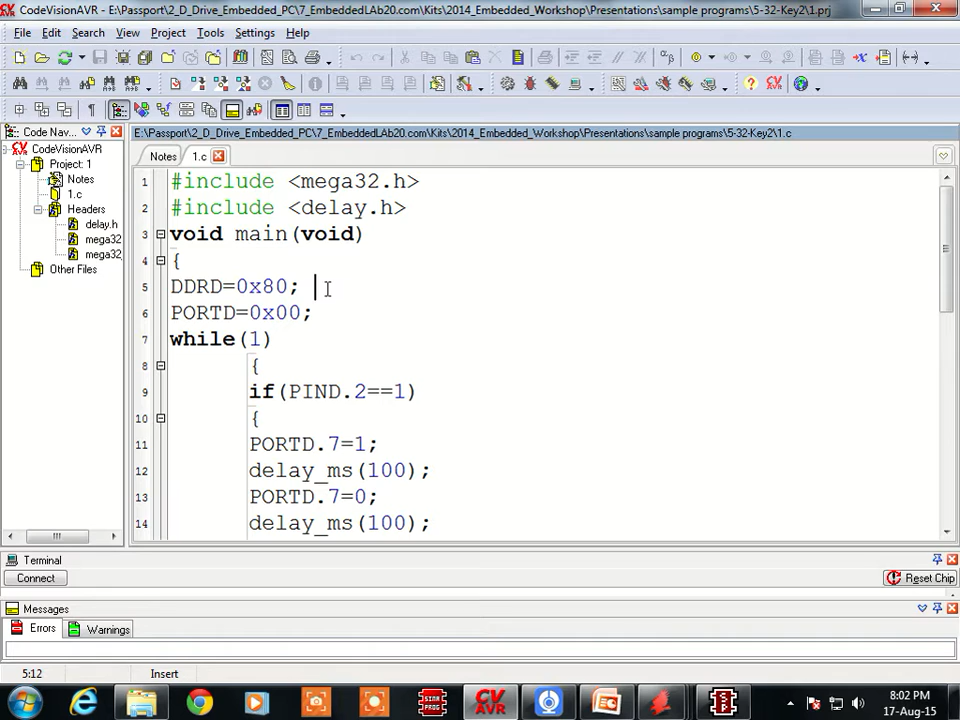 CodeVisionAVR - E:\Passport\2_D_Drive_Embedded_PC\7_EmbeddedLAb20.com\Kits\2014_Embedded_Workshop\Presentations\sample programs\5-32-Key2\1.prj
File Edit Search View Project Tools Settings Help
Code Nav...
E:\Passport\2_D_Drive_Embedded_PC\7_EmbeddedLAb20.com\Kits\2014_Embedded_Workshop\Presentations\sample programs\5-32-Key2\1.c
CodeVisionAVR
Project: 1
Notes
1.c
Headers
delay.h
mega32
mega32_
Other Files
Notes 1.c
1 #include <mega32.h>
2 #include <delay.h>
3 void main(void)
4 {
5 DDRD=0x80;
6 PORTD=0x00;
7 while(1)
8 {
9 if(PIND.2==1)
10 {
11 PORTD.7=1;
12 delay_ms(100);
13 PORTD.7=0;
14 delay_ms(100);
Terminal
Connect
Reset Chip
Messages
Errors Warnings
5:12 Insert
SINA PROG
CV AVR
8:02 PM
17-Aug-15